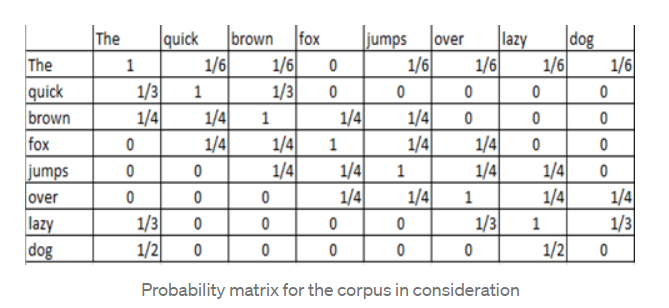 The quick brown fox jumps over lazy dog
The 1 1/6 1/6 0 1/6 1/6 1/6 1/6
quick 1/3 1 1/3 0 0 0 0 0
brown 1/4 1/4 1 1/4 1/4 0 0 0
fox 0 1/4 1/4 1 1/4 1/4 0 0
jumps 0 0 1/4 1/4 1 1/4 1/4 0
over 0 0 0 1/4 1/4 1 1/4 1/4
lazy 1/3 0 0 0 0 1/3 1 1/3
dog 1/2 0 0 0 0 0 1/2 0
Probability matrix for the corpus in consideration